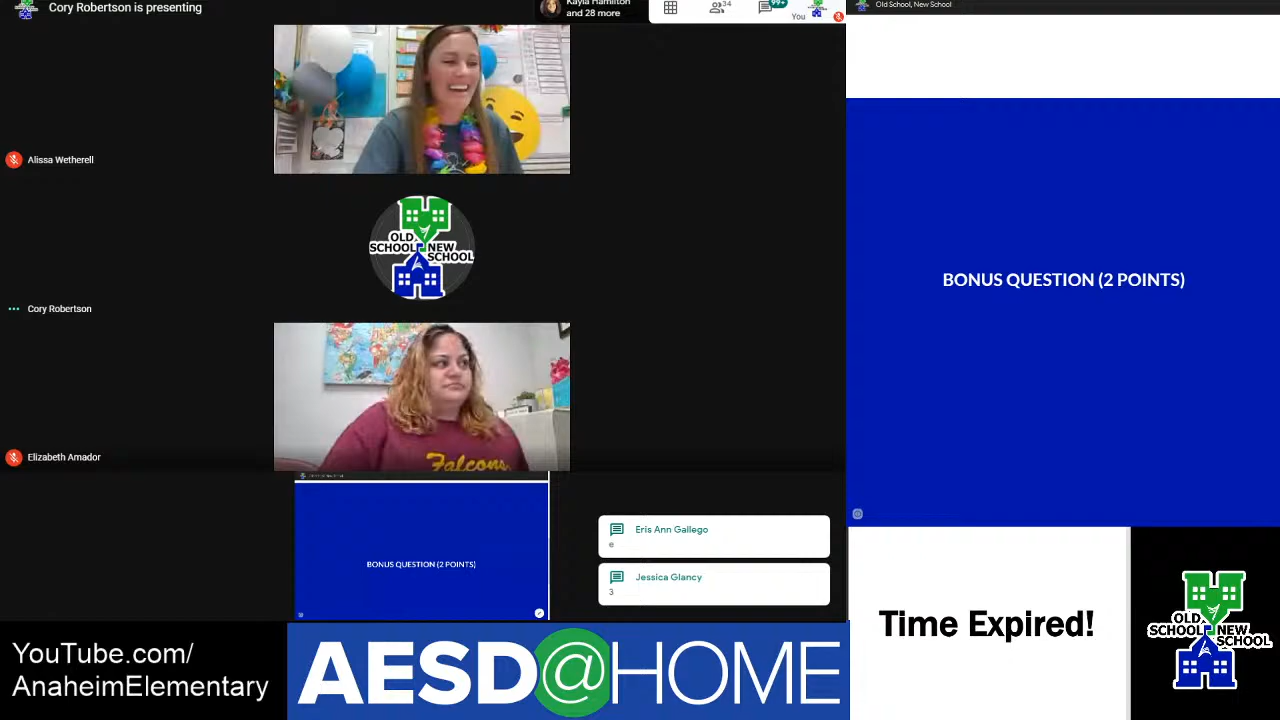 Cory Robertson is presenting
Kayla Hamilton
and 28 more
34
99+
You
Old School, New School
Alissa Wetherell
OLD
SCHOOL NEW
SCHOOL
Cory Robertson
BONUS QUESTION (2 POINTS)
Falcons
Elizabeth Amador
BONUS QUESTION (2 POINTS)
Eris Ann Gallego
e
Jessica Glancy
3
Time Expired!
OLD
SCHOOL NEW
SCHOOL
YouTube.com/
AnaheimElementary
AESD@HOME